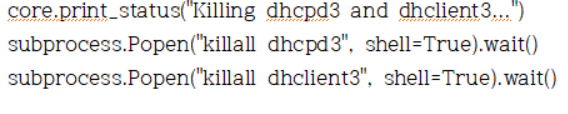 core.print_status("Killing dhcpd3 and dhclient3...")
subprocess.Popen("killall dhcpd3", shell=True).wait()
subprocess.Popen("killall dhclient3", shell=True).wait()